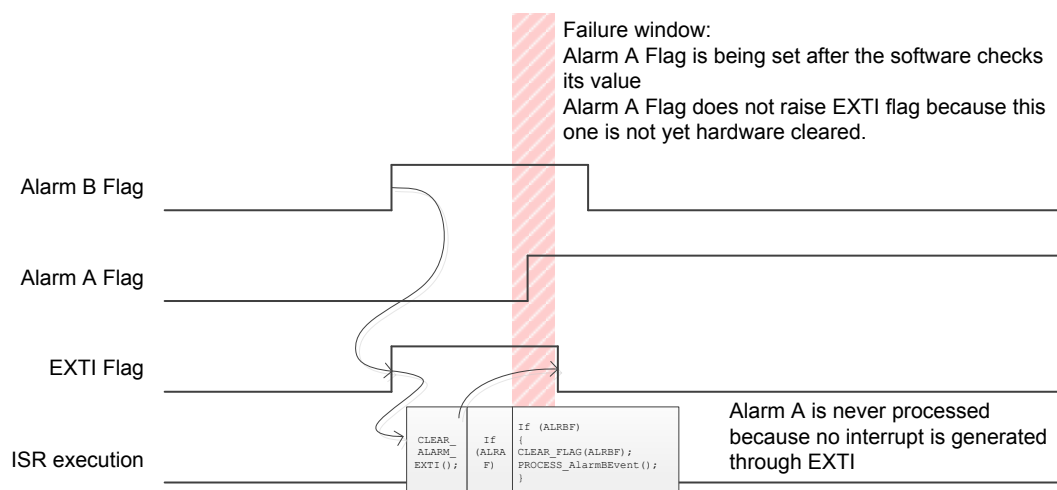 Failure window:
Alarm A Flag is being set after the software checks
its value
Alarm A Flag does not raise EXTI flag because this
one is not yet hardware cleared.
Alarm B Flag
Alarm A Flag
EXTI Flag
ISR execution
CLEAR_
ALARM_
EXTI();
If
(ALRA
F)
If (ALRBF)
{
CLEAR_FLAG(ALRBF);
PROCESS_AlarmBEvent();
}
Alarm A is never processed
because no interrupt is generated
through EXTI